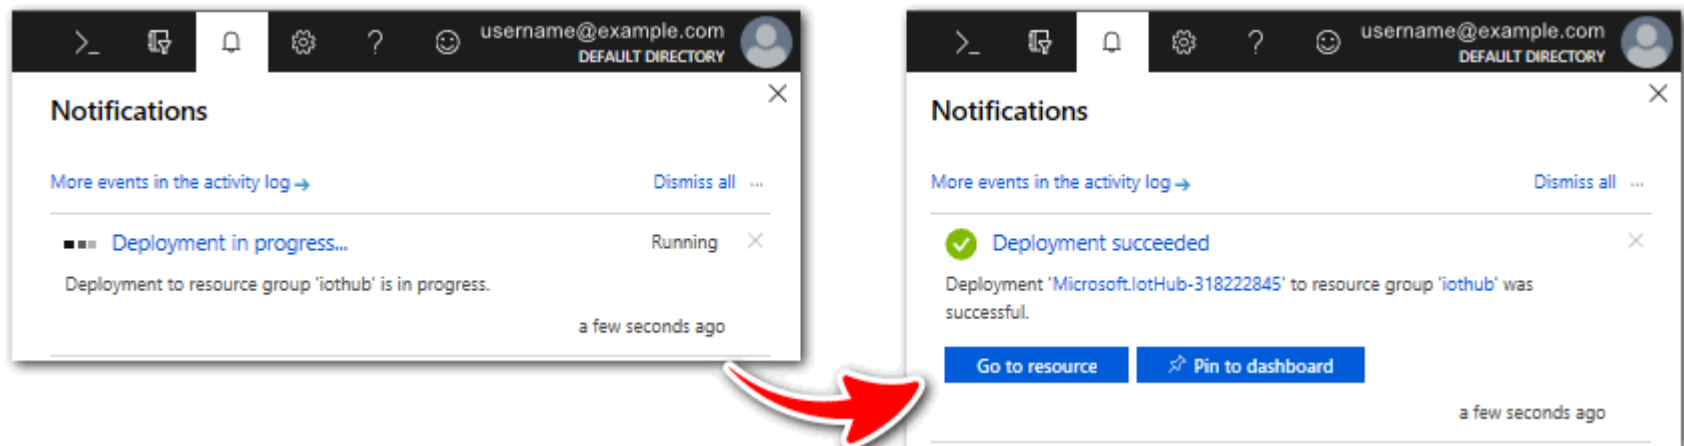 username@example.com
DEFAULT DIRECTORY
Notifications
More events in the activity log →
Dismiss all ...
Deployment in progress...
Running
Deployment to resource group 'iothub' is in progress.
a few seconds ago
username@example.com
DEFAULT DIRECTORY
Notifications
More events in the activity log →
Dismiss all ...
Deployment succeeded
Deployment 'Microsoft.IotHub-318222845' to resource group 'iothub' was
successful.
Go to resource
Pin to dashboard
a few seconds ago